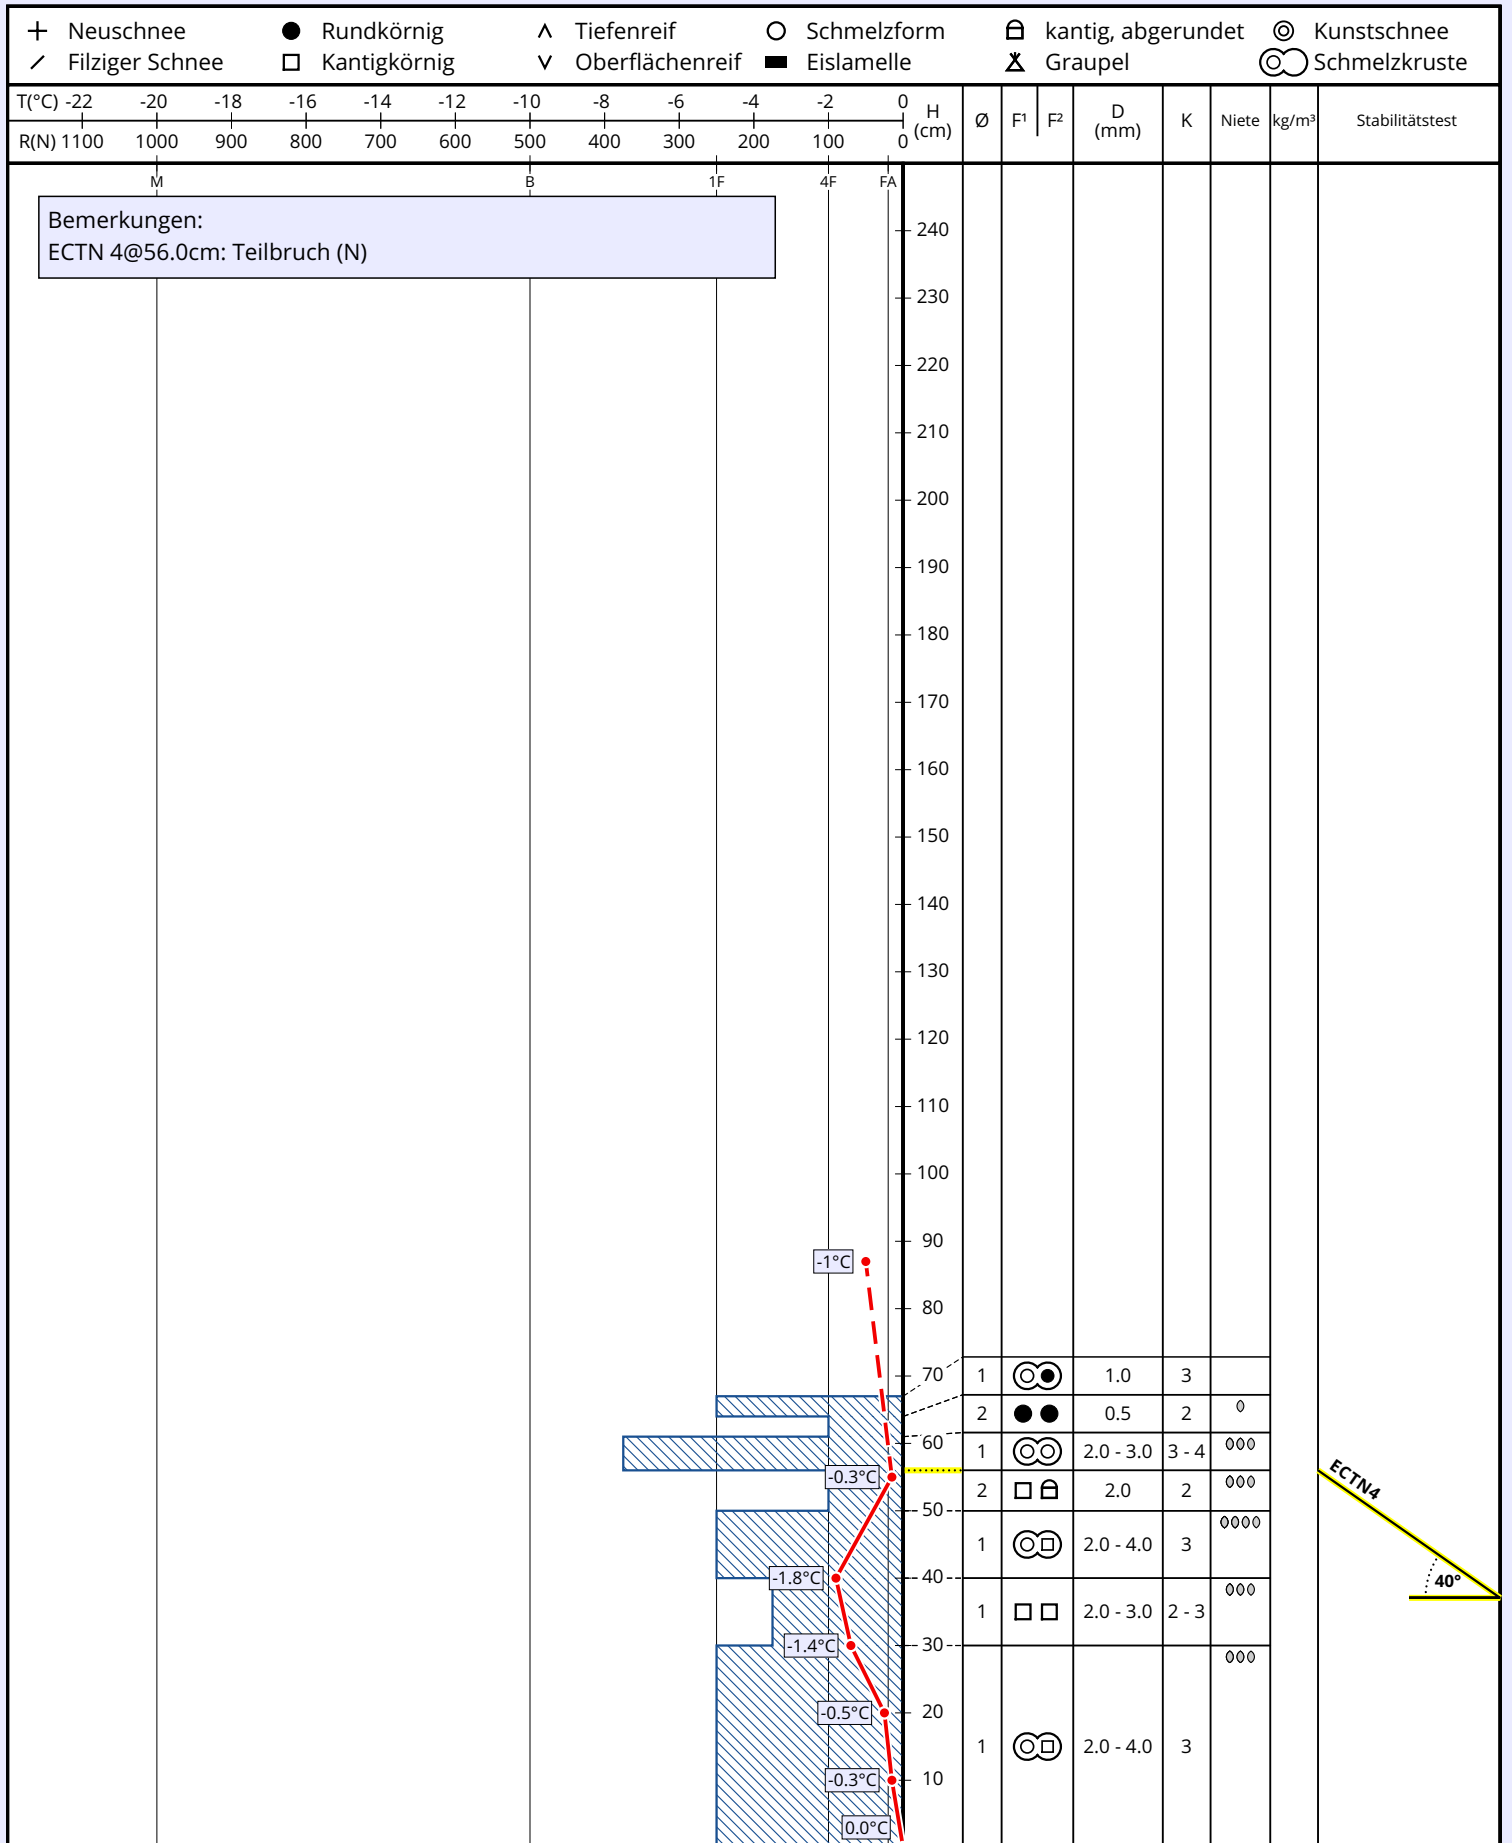 Neuschnee Rundkörnig Tiefenreif Schmelzform kantig, abgerundet Kunstschnee
Filziger Schnee Kantigkörnig Oberflächenreif Eislamelle Graupel Schmelzkruste
T(°C) -22 -20 -18 -16 -14 -12 -10 -8 -6 -4 -2 0
R(N) 1100 1000 900 800 700 600 500 400 300 200 100 0
H (cm) Ø F¹ F² D (mm) K Niete kg/m³ Stabilitätstest
M B 1F 4F FA
Bemerkungen:
ECTN 4@56.0cm: Teilbruch (N)
240
230
220
210
200
190
180
170
160
150
140
130
120
110
100
90
-1°C
80
70 1 1.0 3
2 0.5 2
60 1 2.0 - 3.0 3 - 4
-0.3°C 2 2.0 2
ECTN4
50
1 2.0 - 4.0 3
-1.8°C 40
40°
1 2.0 - 3.0 2 - 3
-1.4°C 30
-0.5°C 20
1 2.0 - 4.0 3
-0.3°C 10
0.0°C